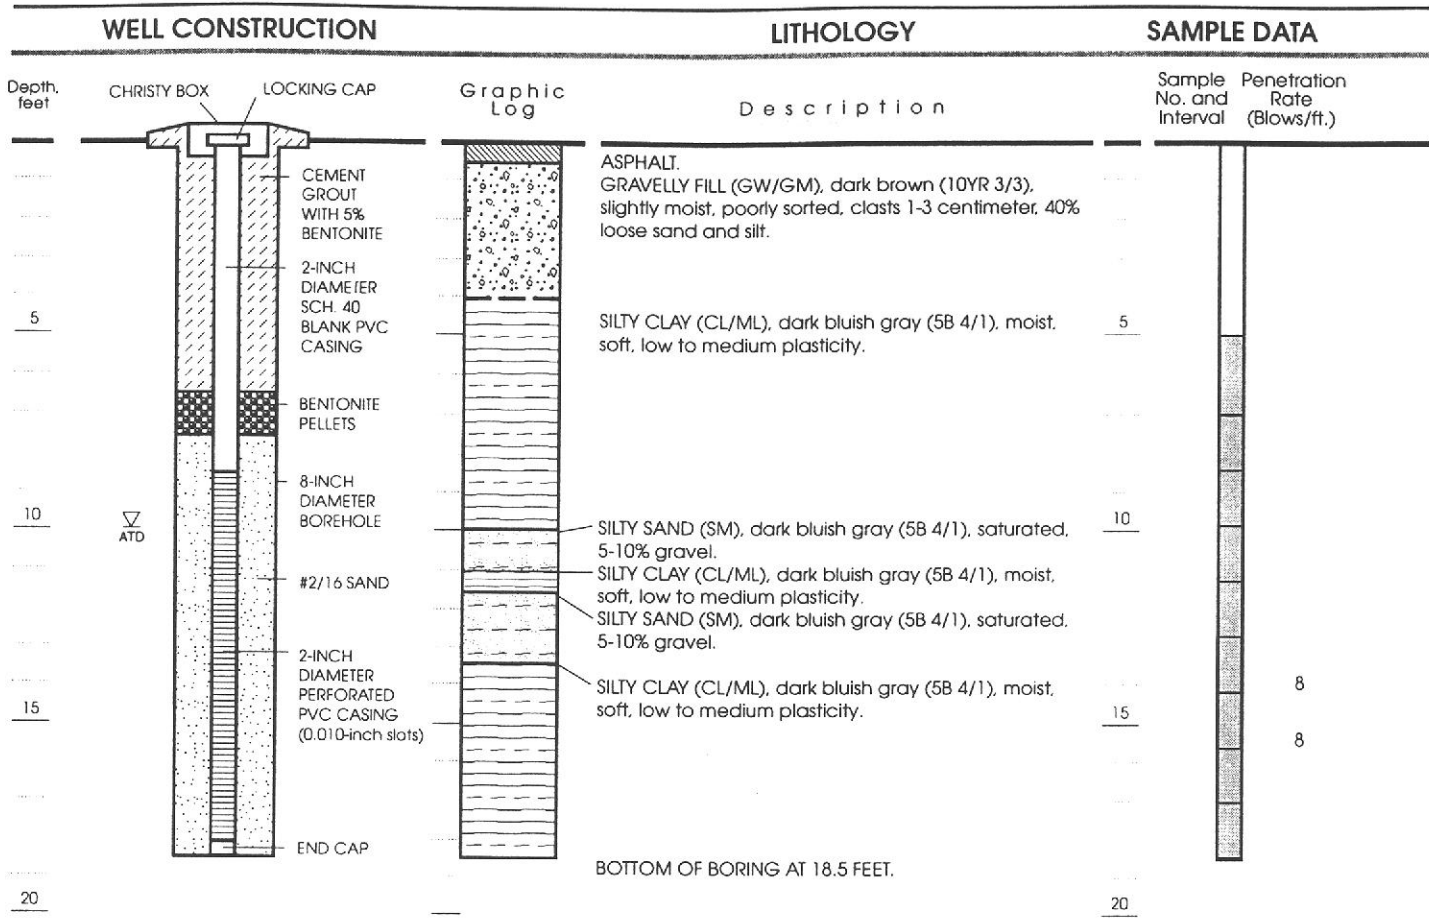 WELL CONSTRUCTION
LITHOLOGY
SAMPLE DATA
Depth,
feet
CHRISTY BOX
LOCKING CAP
Graphic
Log
Description
Sample
No. and
Interval
Penetration
Rate
(Blows/ft.)
CEMENT
GROUT
WITH 5%
BENTONITE
2-INCH
DIAMETER
SCH. 40
BLANK PVC
CASING
BENTONITE
PELLETS
8-INCH
DIAMETER
BOREHOLE
#2/16 SAND
2-INCH
DIAMETER
PERFORATED
PVC CASING
(0.010-inch slots)
END CAP
5
10
15
20
ATD
ASPHALT.
GRAVELLY FILL (GW/GM), dark brown (10YR 3/3),
slightly moist, poorly sorted, clasts 1-3 centimeter, 40%
loose sand and silt.
SILTY CLAY (CL/ML), dark bluish gray (5B 4/1), moist,
soft, low to medium plasticity.
SILTY SAND (SM), dark bluish gray (5B 4/1), saturated,
5-10% gravel.
SILTY CLAY (CL/ML), dark bluish gray (5B 4/1), moist,
soft, low to medium plasticity.
SILTY SAND (SM), dark bluish gray (5B 4/1), saturated,
5-10% gravel.
SILTY CLAY (CL/ML), dark bluish gray (5B 4/1), moist,
soft, low to medium plasticity.
BOTTOM OF BORING AT 18.5 FEET.
5
10
15
20
8
8